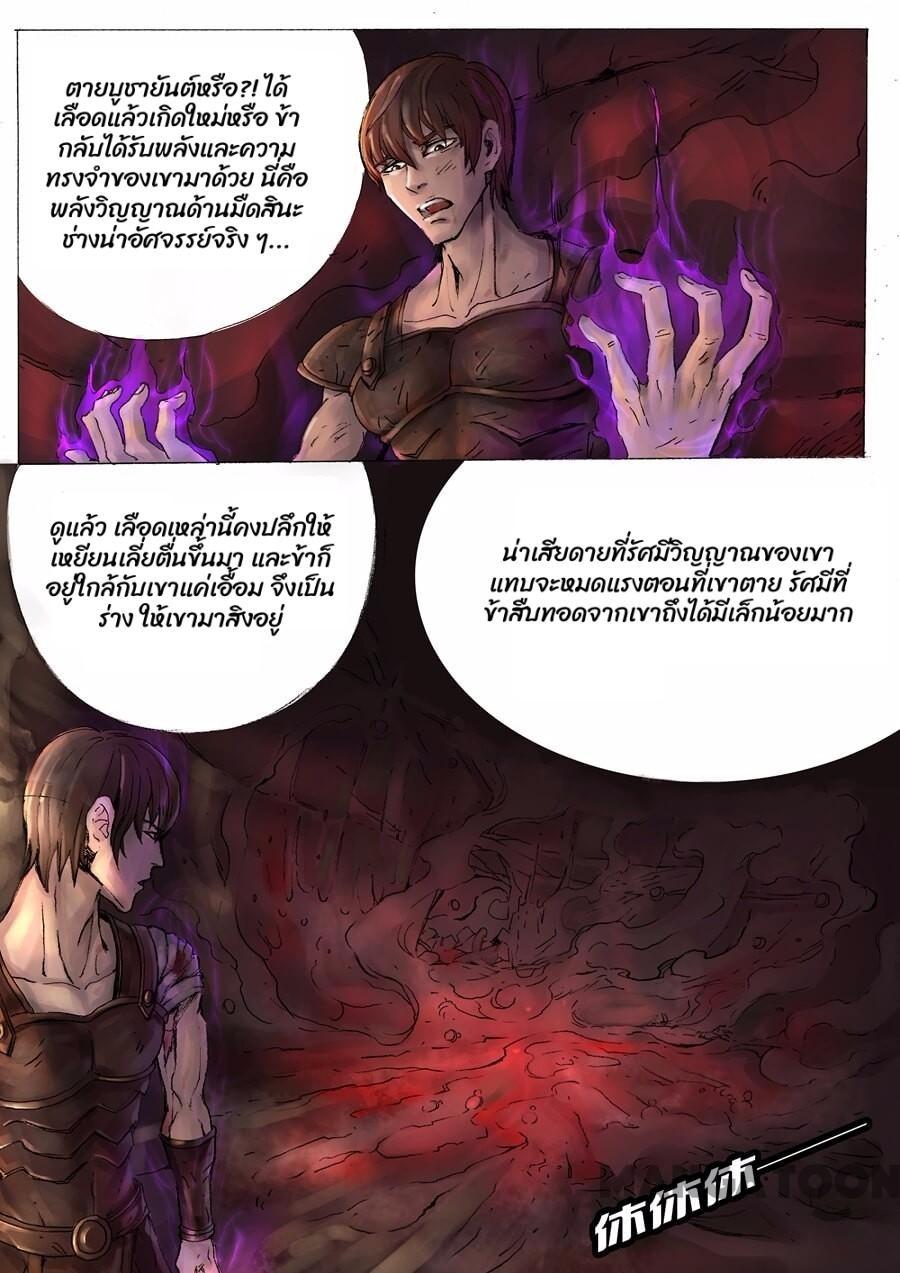 ตายบูชายันต์หรือ?! ได้
เลือดแล้วเกิดใหม่หรือ ข้า
กลับได้รับพลังและความ
ทรงจำของเขามาด้วย นี่คือ
พลังวิญญาณด้านมืดสินะ
ช่างน่าอัศจรรย์จริง ๆ...
ดูแล้ว เลือดเหล่านี้คงปลึกให้
เหยียนเลี่ยตื่นขึ้นมา และข้าก็
อยู่ใกล้กับเขาแค่เอื้อม จึงเป็น
ร่าง ให้เขามาสิงอยู่
น่าเสียดายที่รัศมีวิญญาณของเขา
แทบจะหมดแรงตอนที่เขาตาย รัศมีที่
ข้าสืบทอดจากเขาถึงได้มีเล็กน้อยมาก
休休休
MANGATOON